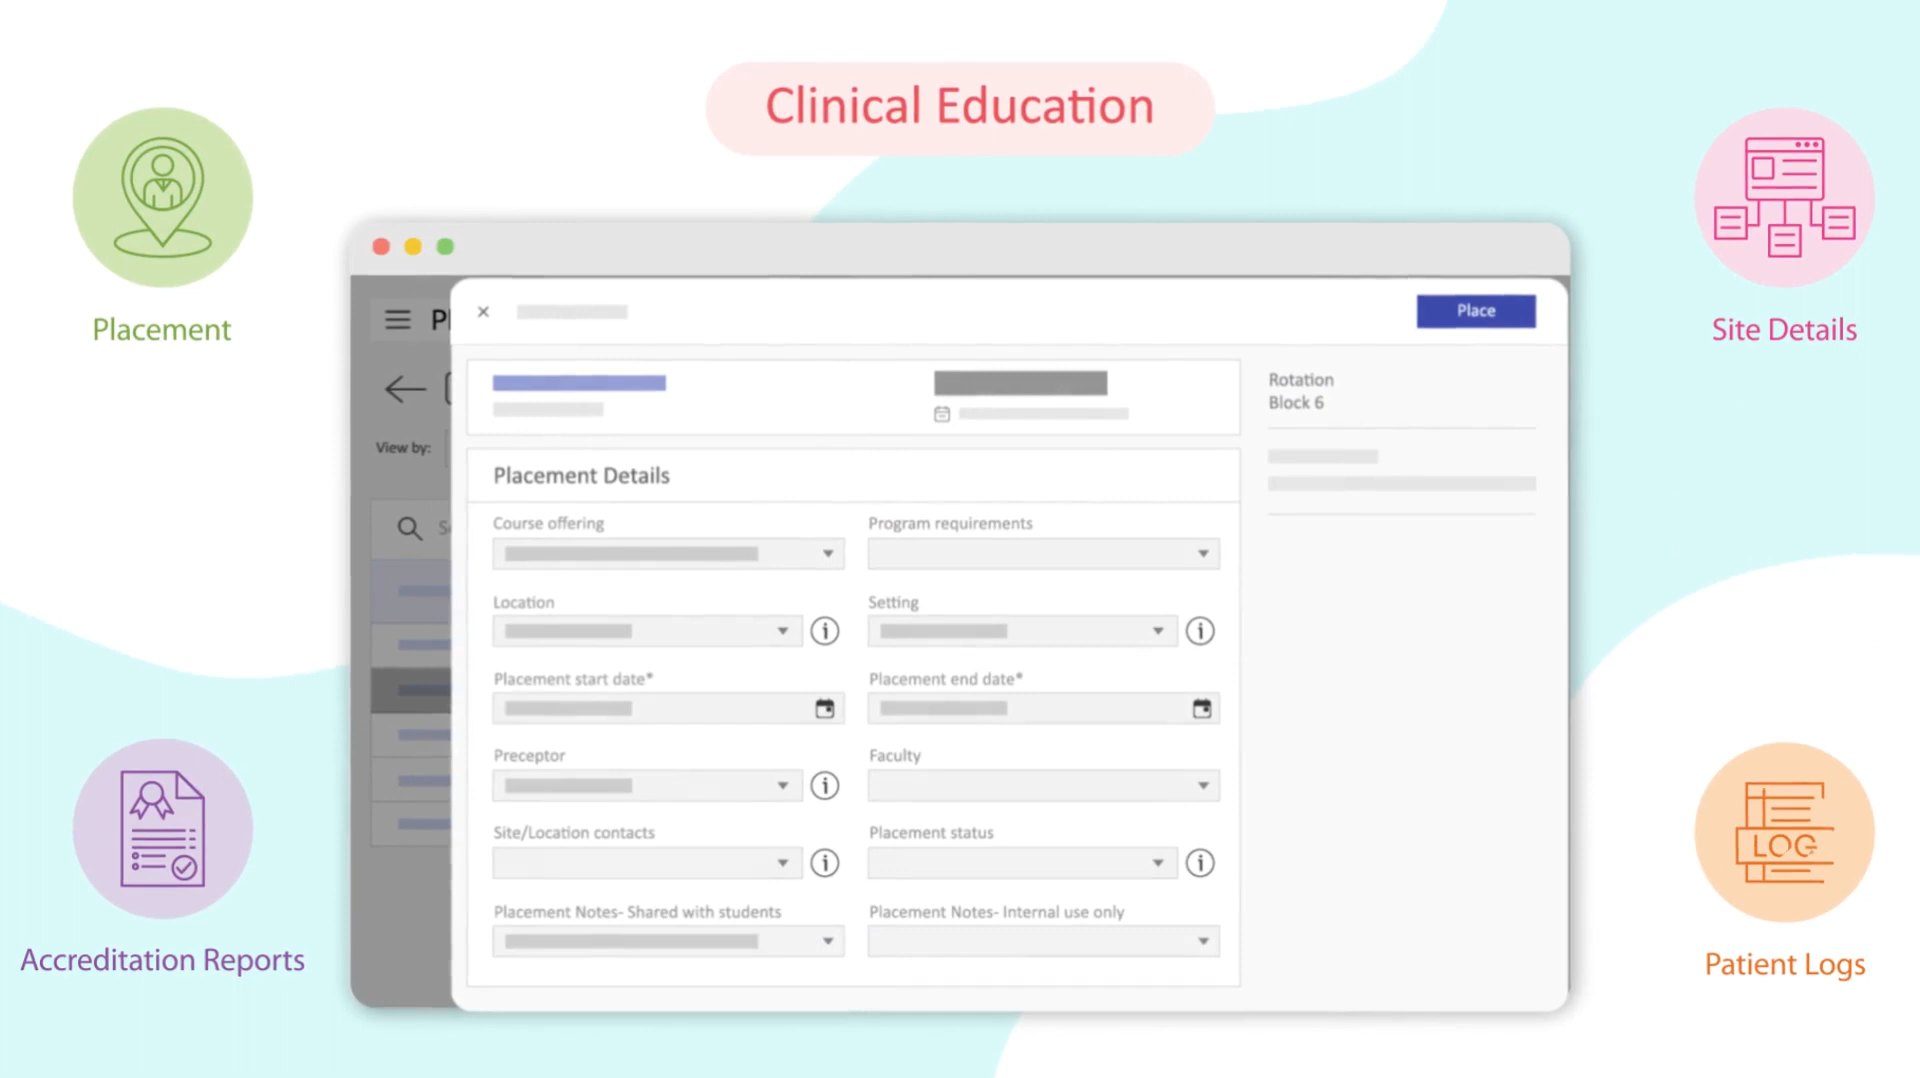 Clinical Education
Placement
Site Details
Place
Rotation
Block 6
View by:
Placement Details
Course offering
Program requirements
Location
Setting
Placement start date*
Placement end date*
Preceptor
Faculty
Site/Location contacts
Placement status
Placement Notes- Shared with students
Placement Notes- Internal use only
LOG
Accreditation Reports
Patient Logs